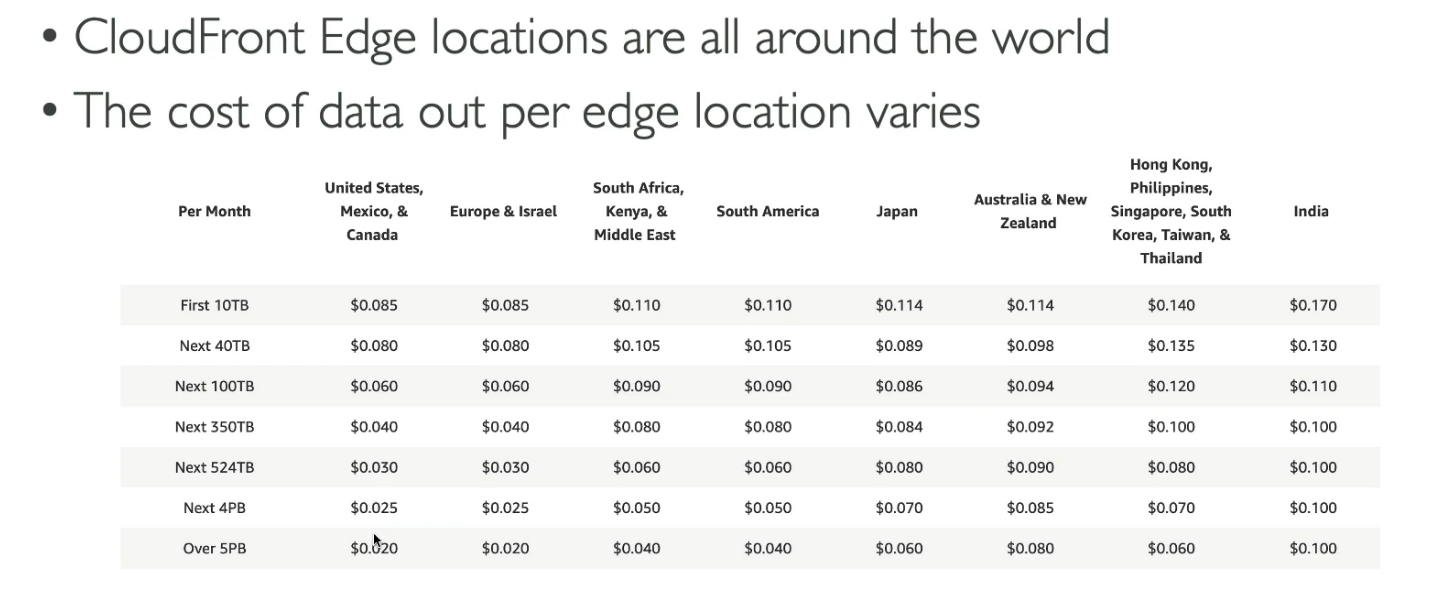 • CloudFront Edge locations are all around the world
• The cost of data out per edge location varies
Per Month United States, Mexico, & Canada Europe & Israel South Africa, Kenya, & Middle East South America Japan Australia & New Zealand Hong Kong, Philippines, Singapore, South Korea, Taiwan, & Thailand India
First 10TB $0.085 $0.085 $0.110 $0.110 $0.114 $0.114 $0.140 $0.170
Next 40TB $0.080 $0.080 $0.105 $0.105 $0.089 $0.098 $0.135 $0.130
Next 100TB $0.060 $0.060 $0.090 $0.090 $0.086 $0.094 $0.120 $0.110
Next 350TB $0.040 $0.040 $0.080 $0.080 $0.084 $0.092 $0.100 $0.100
Next 524TB $0.030 $0.030 $0.060 $0.060 $0.080 $0.090 $0.080 $0.100
Next 4PB $0.025 $0.025 $0.050 $0.050 $0.070 $0.085 $0.070 $0.100
Over 5PB $0.020 $0.020 $0.040 $0.040 $0.060 $0.080 $0.060 $0.100